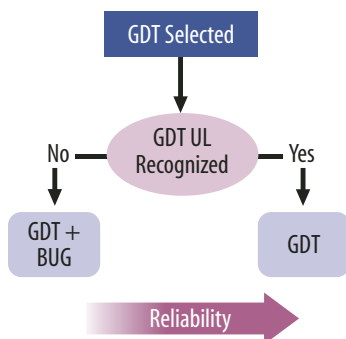 GDT Selected
GDT UL
Recognized
No
Yes
GDT +
BUG
GDT
Reliability